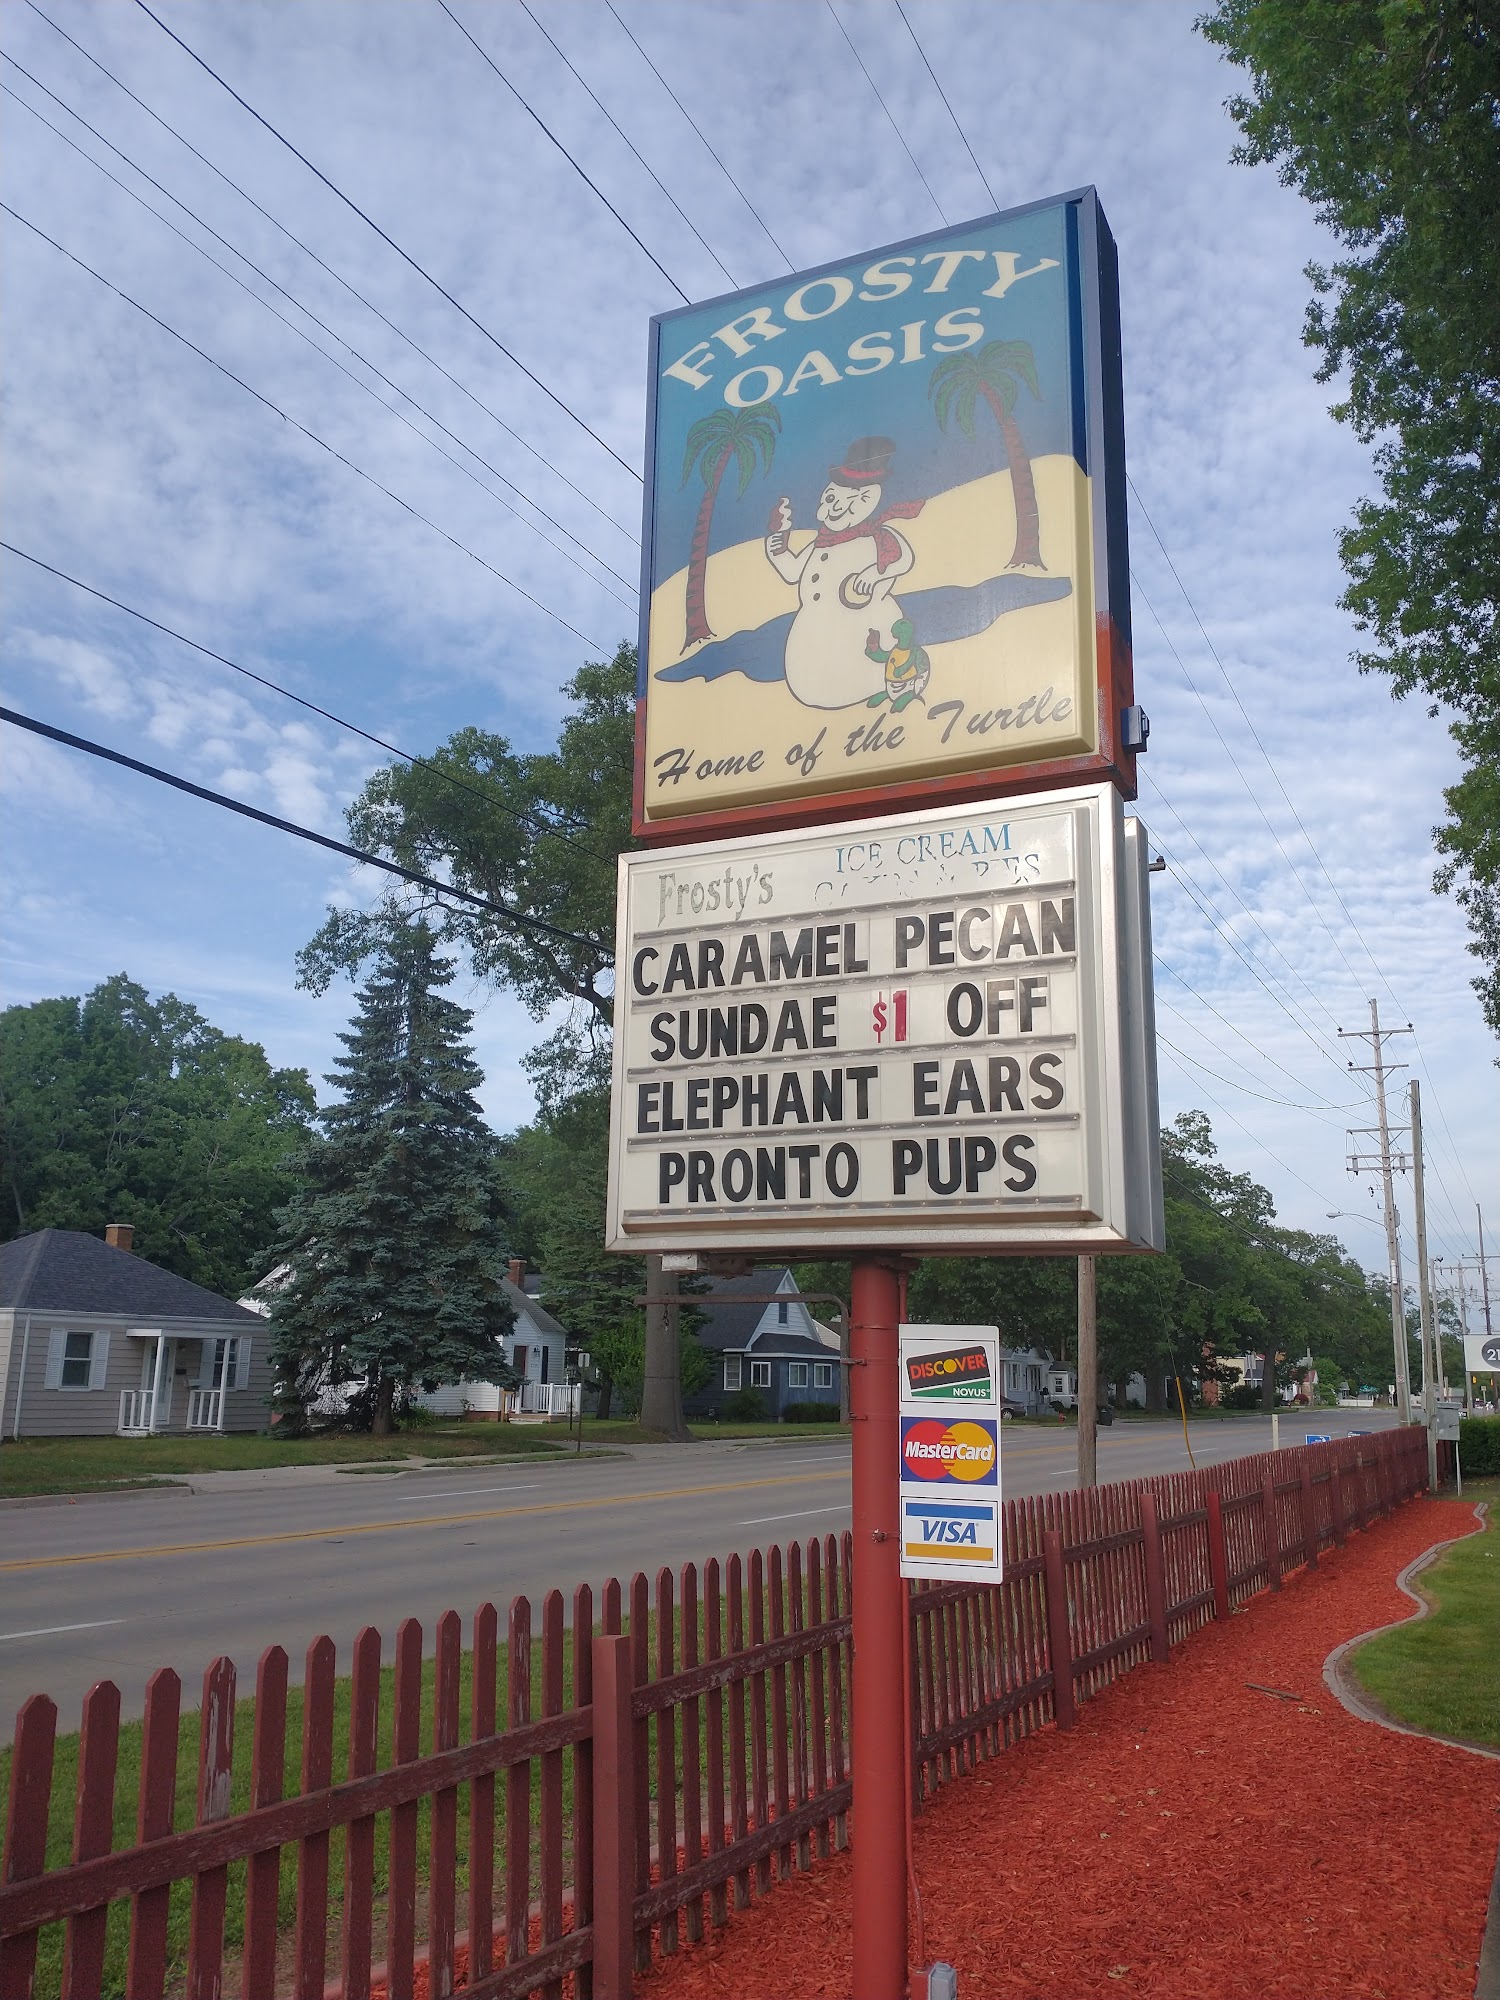 FROSTY
OASIS
Home of the Turtle
Frosty's
ICE CREAM
CARAMEL PECAN
SUNDAE $1 OFF
ELEPHANT EARS
PRONTO PUPS
DISCOVER
NOVUS
MasterCard
VISA